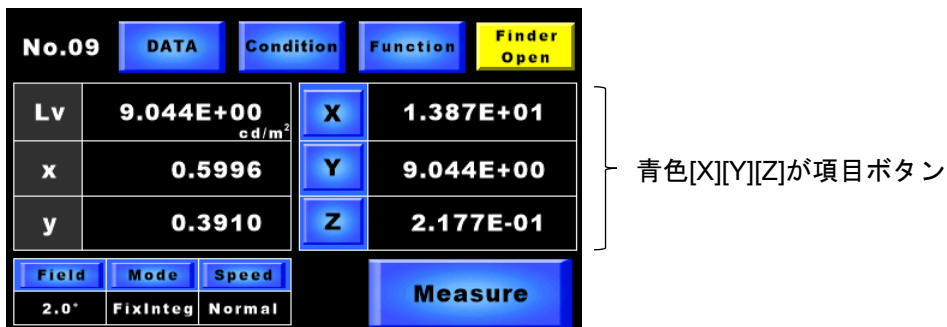 No.09 DATA Condition Function Finder Open
Lv 9.044E+00 cd/m² X 1.387E+01
x 0.5996 Y 9.044E+00
y 0.3910 Z 2.177E-01
青色[X][Y][Z]が項目ボタン
Field Mode Speed
2.0° FixInteg Normal
Measure